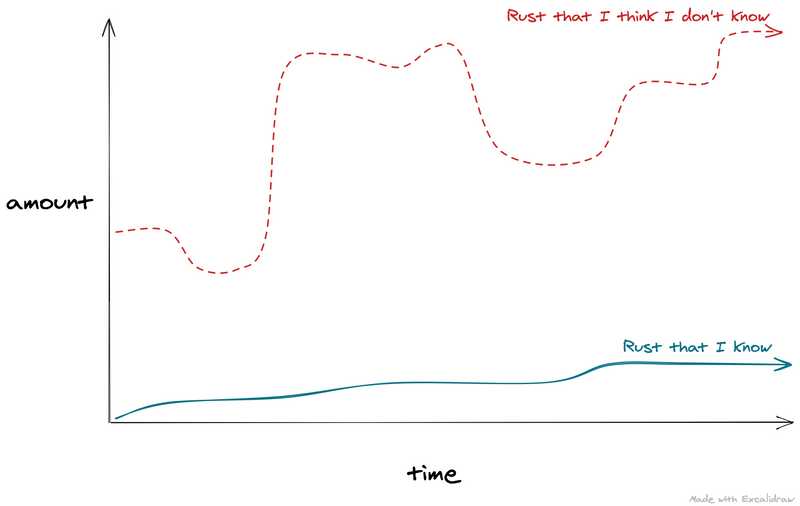 Rust that I think I don't know
amount
Rust that I know
time
Made with Excalidraw